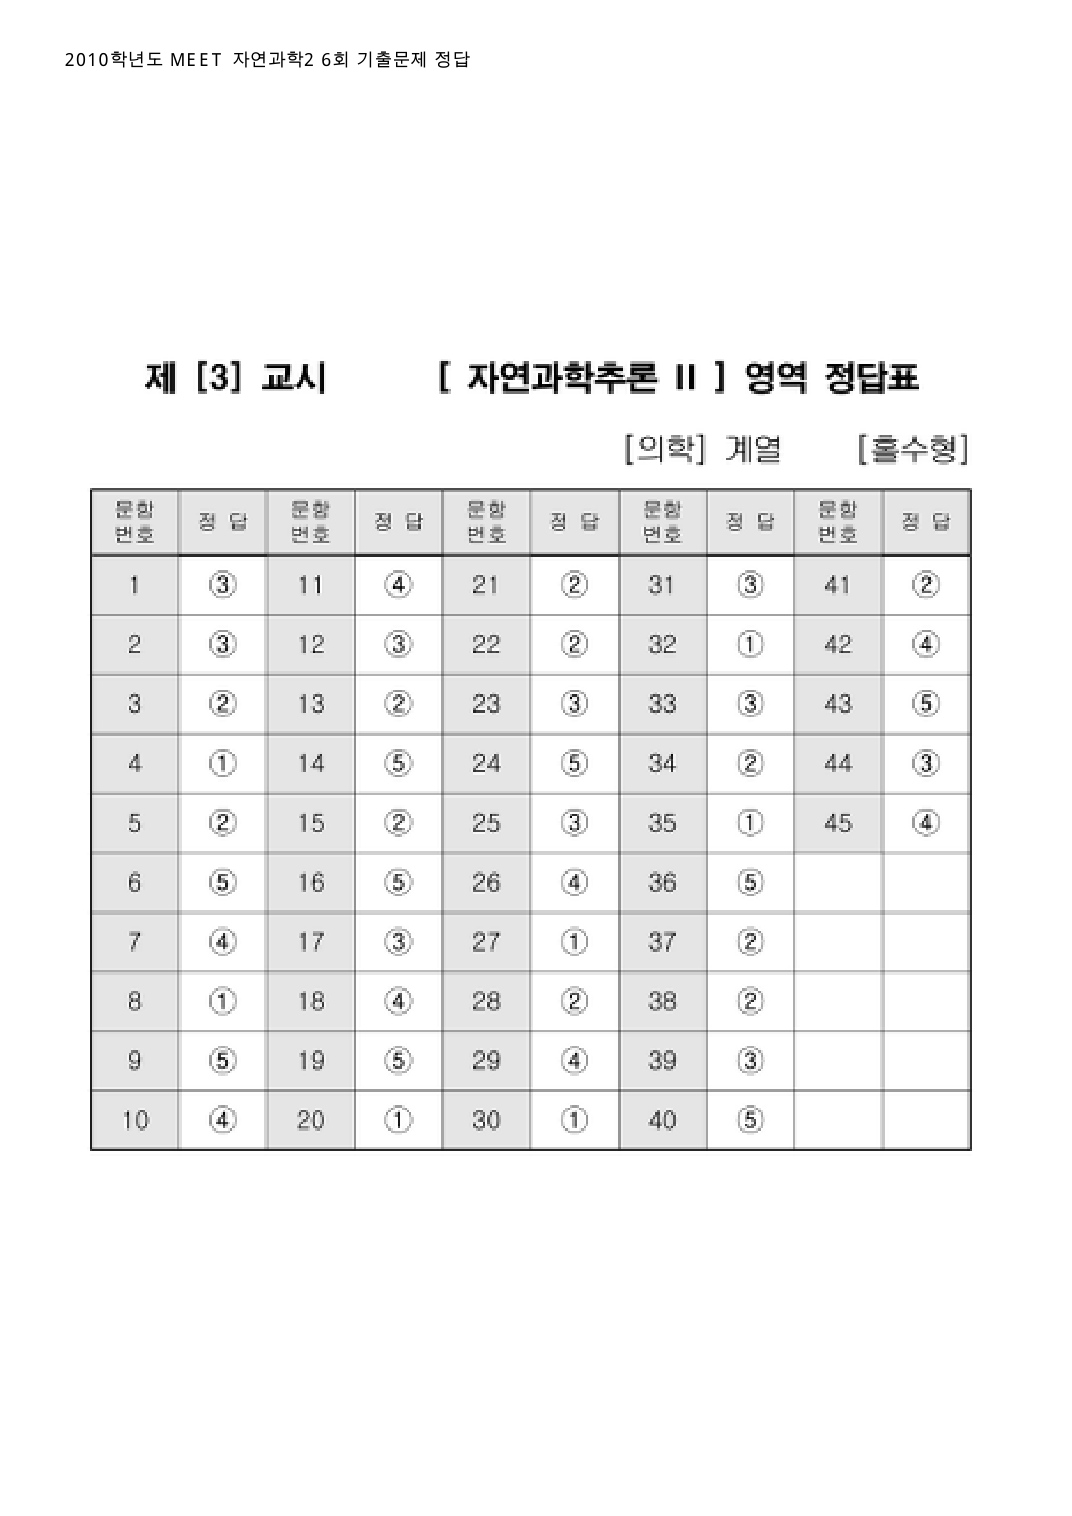 2010학년도 MEET 자연과학2 6회 기출문제 정답
제 [3] 교시 [ 자연과학추론 II ] 영역 정답표
[의학] 계열 [홀수형]
문항번호 정 답 문항번호 정 답 문항번호 정 답 문항번호 정 답 문항번호 정 답
1 ③ 11 ④ 21 ② 31 ③ 41 ②
2 ③ 12 ③ 22 ② 32 ① 42 ④
3 ② 13 ② 23 ③ 33 ③ 43 ⑤
4 ① 14 ⑤ 24 ⑤ 34 ② 44 ③
5 ② 15 ② 25 ③ 35 ① 45 ④
6 ⑤ 16 ⑤ 26 ④ 36 ⑤
7 ④ 17 ③ 27 ① 37 ②
8 ① 18 ④ 28 ② 38 ②
9 ⑤ 19 ⑤ 29 ④ 39 ③
10 ④ 20 ① 30 ① 40 ⑤